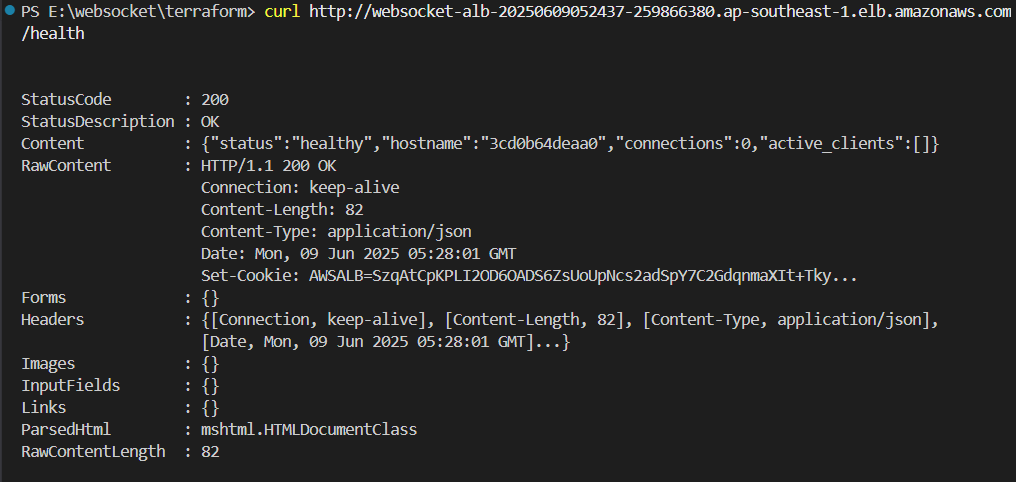 PS E:\websocket\terraform> curl http://websocket-alb-20250609052437-259866380.ap-southeast-1.elb.amazonaws.com
/health
StatusCode : 200
StatusDescription : OK
Content : {"status":"healthy","hostname":"3cd0b64deaa0","connections":0,"active_clients":[]}
RawContent : HTTP/1.1 200 OK
Connection: keep-alive
Content-Length: 82
Content-Type: application/json
Date: Mon, 09 Jun 2025 05:28:01 GMT
Set-Cookie: AWSALB=SzqAtCpKPLI2OD6OADS6ZsUoUpNcs2adSpY7C2GdqnmaXIt+Tky...
Forms : {}
Headers : {[Connection, keep-alive], [Content-Length, 82], [Content-Type, application/json],
[Date, Mon, 09 Jun 2025 05:28:01 GMT]...}
Images : {}
InputFields : {}
Links : {}
ParsedHtml : mshtml.HTMLDocumentClass
RawContentLength : 82